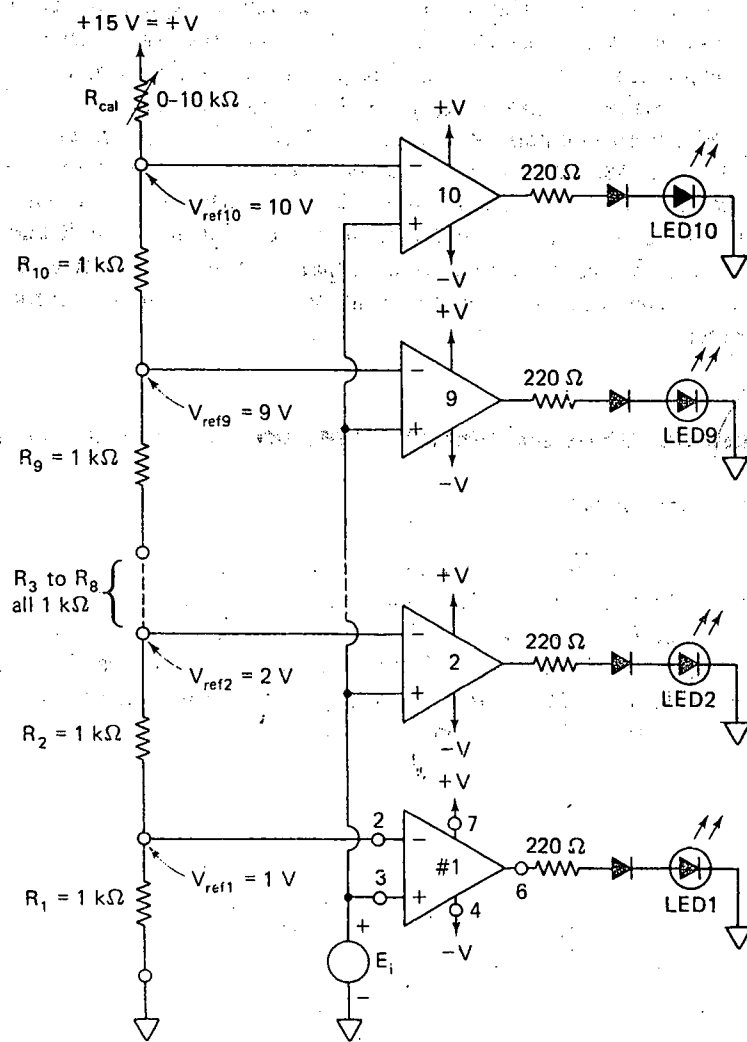 +15 V = +V
R_cal 0–10 kΩ
+V
−
10
+
−V
220 Ω
LED10
V_ref10 = 10 V
R_10 = 1 kΩ
+V
−
9
+
−V
220 Ω
LED9
V_ref9 = 9 V
R_9 = 1 kΩ
R_3 to R_8
all 1 kΩ
+V
−
2
+
−V
220 Ω
LED2
V_ref2 = 2 V
R_2 = 1 kΩ
+V
2
7
−
#1
3
+
4
6
−V
220 Ω
LED1
V_ref1 = 1 V
R_1 = 1 kΩ
+
E_i
−